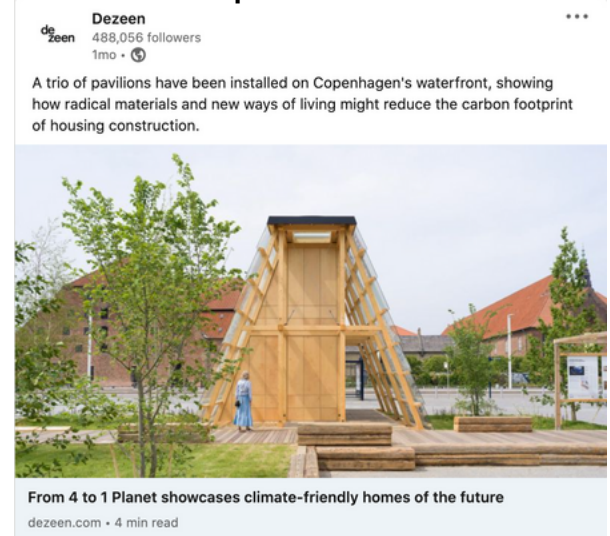 dezeen
Dezeen
488,056 followers
1mo •
A trio of pavilions have been installed on Copenhagen's waterfront, showing
how radical materials and new ways of living might reduce the carbon footprint
of housing construction.
From 4 to 1 Planet showcases climate-friendly homes of the future
dezeen.com • 4 min read